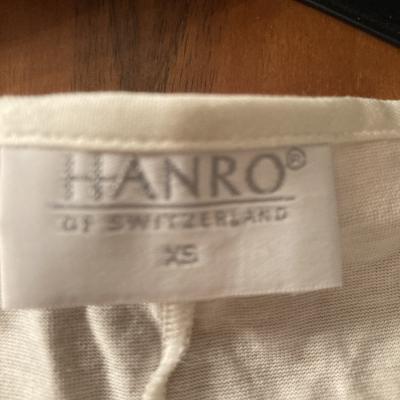 HANRO®
OF SWITZERLAND
XS